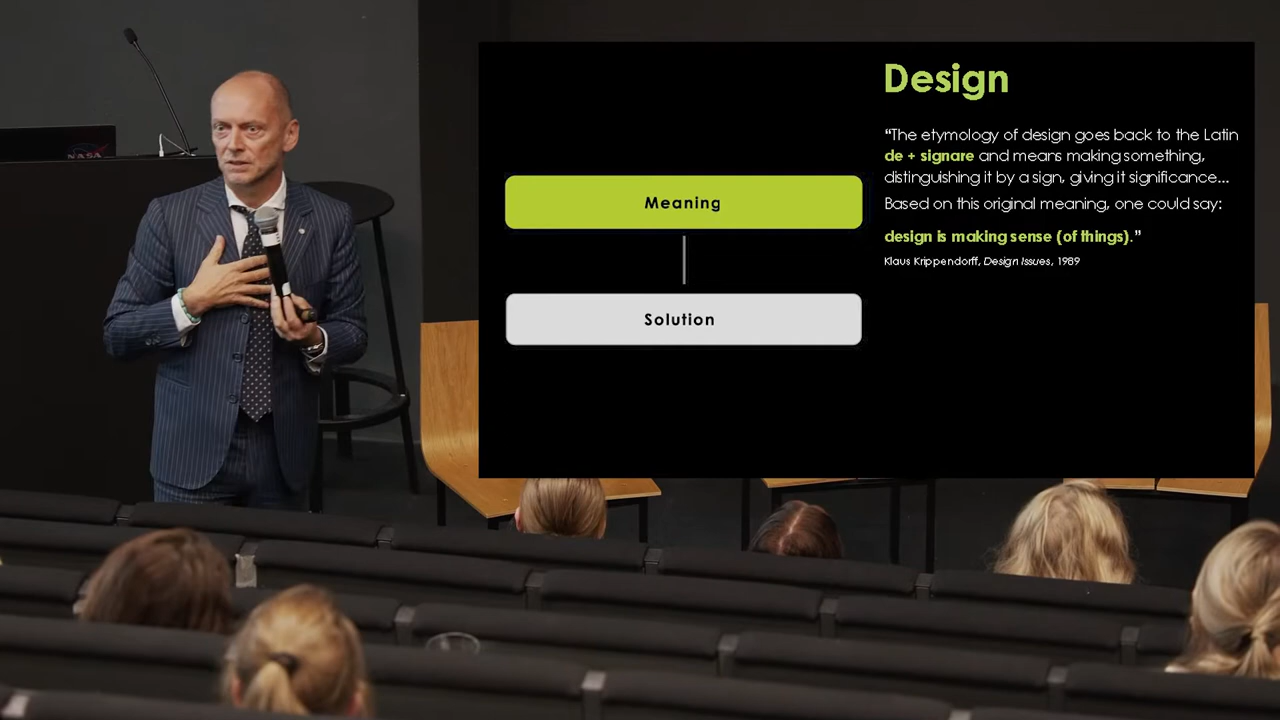 Design
“The etymology of design goes back to the Latin
de + signare and means making something,
distinguishing it by a sign, giving it significance...
Based on this original meaning, one could say:
design is making sense (of things).”
Klaus Krippendorff, Design Issues, 1989
Meaning
Solution
NASA